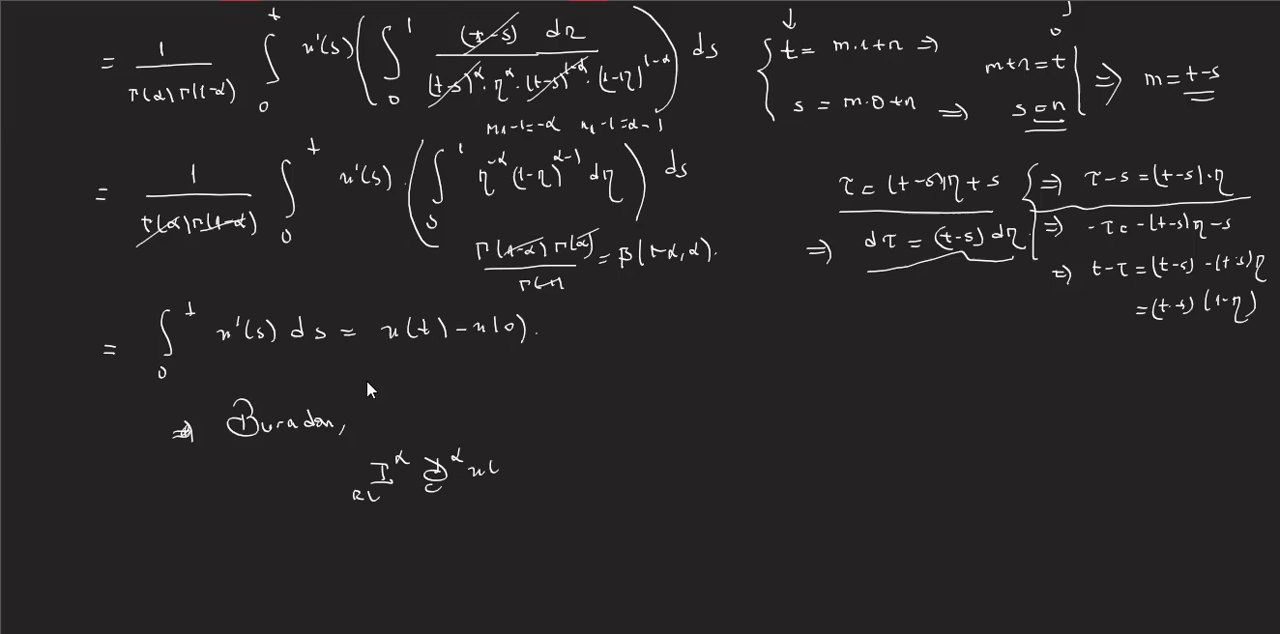 = 1/(Γ(α)Γ(1-α)) ∫₀ᵗ u'(s) ( ∫₀¹ (t-s) dη / ((t-s)^α · η^α · (t-s)^{1-α} · (1-η)^{1-α}) ) ds
m-1=-α n-1=α-1
= 1/(Γ(α)Γ(1-α)) ∫₀ᵗ u'(s) · ( ∫₀¹ η^{-α} (1-η)^{α-1} dη ) ds
Γ(1-α) Γ(α) / Γ(1) = β(1-α, α).
= ∫₀ᵗ u'(s) ds = u(t) - u(0).
⇒ Buradan,
RL I^α C D^α u(
↓
t = m·1+n ⇒ m+n=t
s = m·0+n ⇒ s=n
⇒ m = t-s
τ = (t-s)η + s
⇒ dτ = (t-s) dη
⇒ τ-s = (t-s)·η
⇒ -τ = -(t-s)η - s
⇒ t-τ = (t-s) - (t-s)η
= (t-s) (1-η)